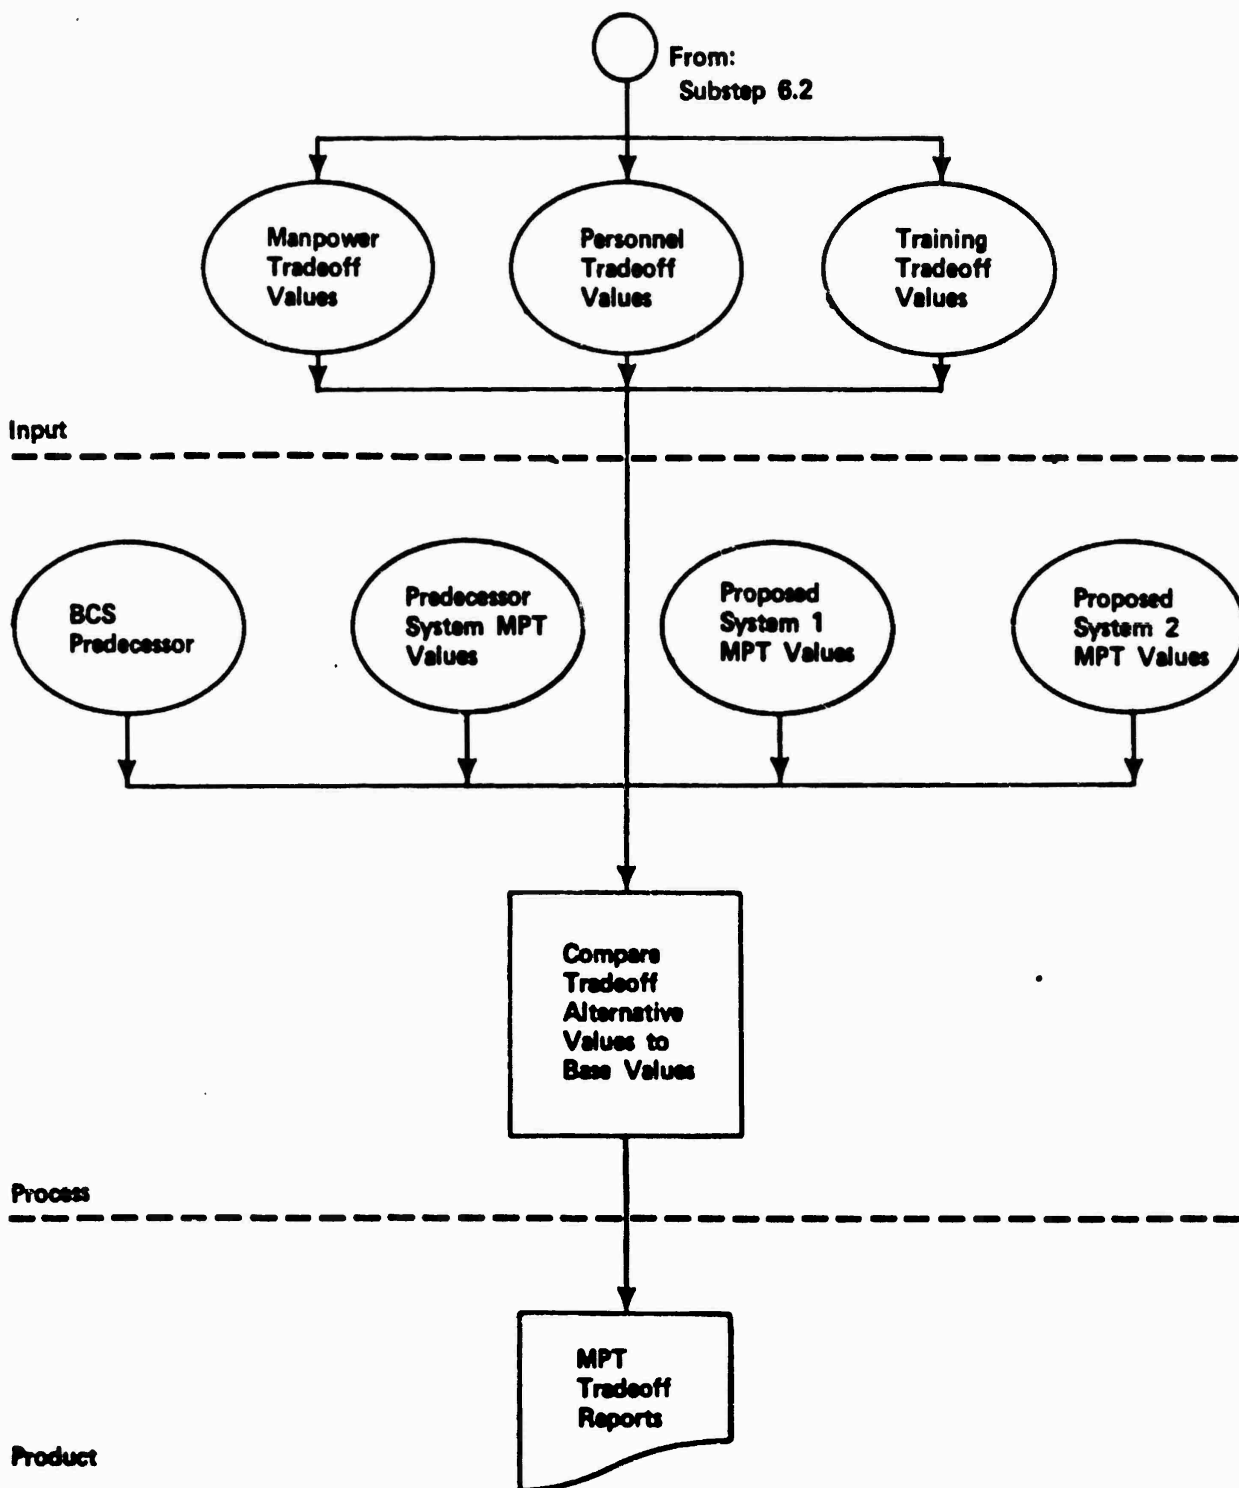 From:
Substep 6.2
Manpower
Tradeoff
Values
Personnel
Tradeoff
Values
Training
Tradeoff
Values
Input
BCS
Predecessor
Predecessor
System MPT
Values
Proposed
System 1
MPT Values
Proposed
System 2
MPT Values
Compare
Tradeoff
Alternative
Values to
Base Values
Process
MPT
Tradeoff
Reports
Product